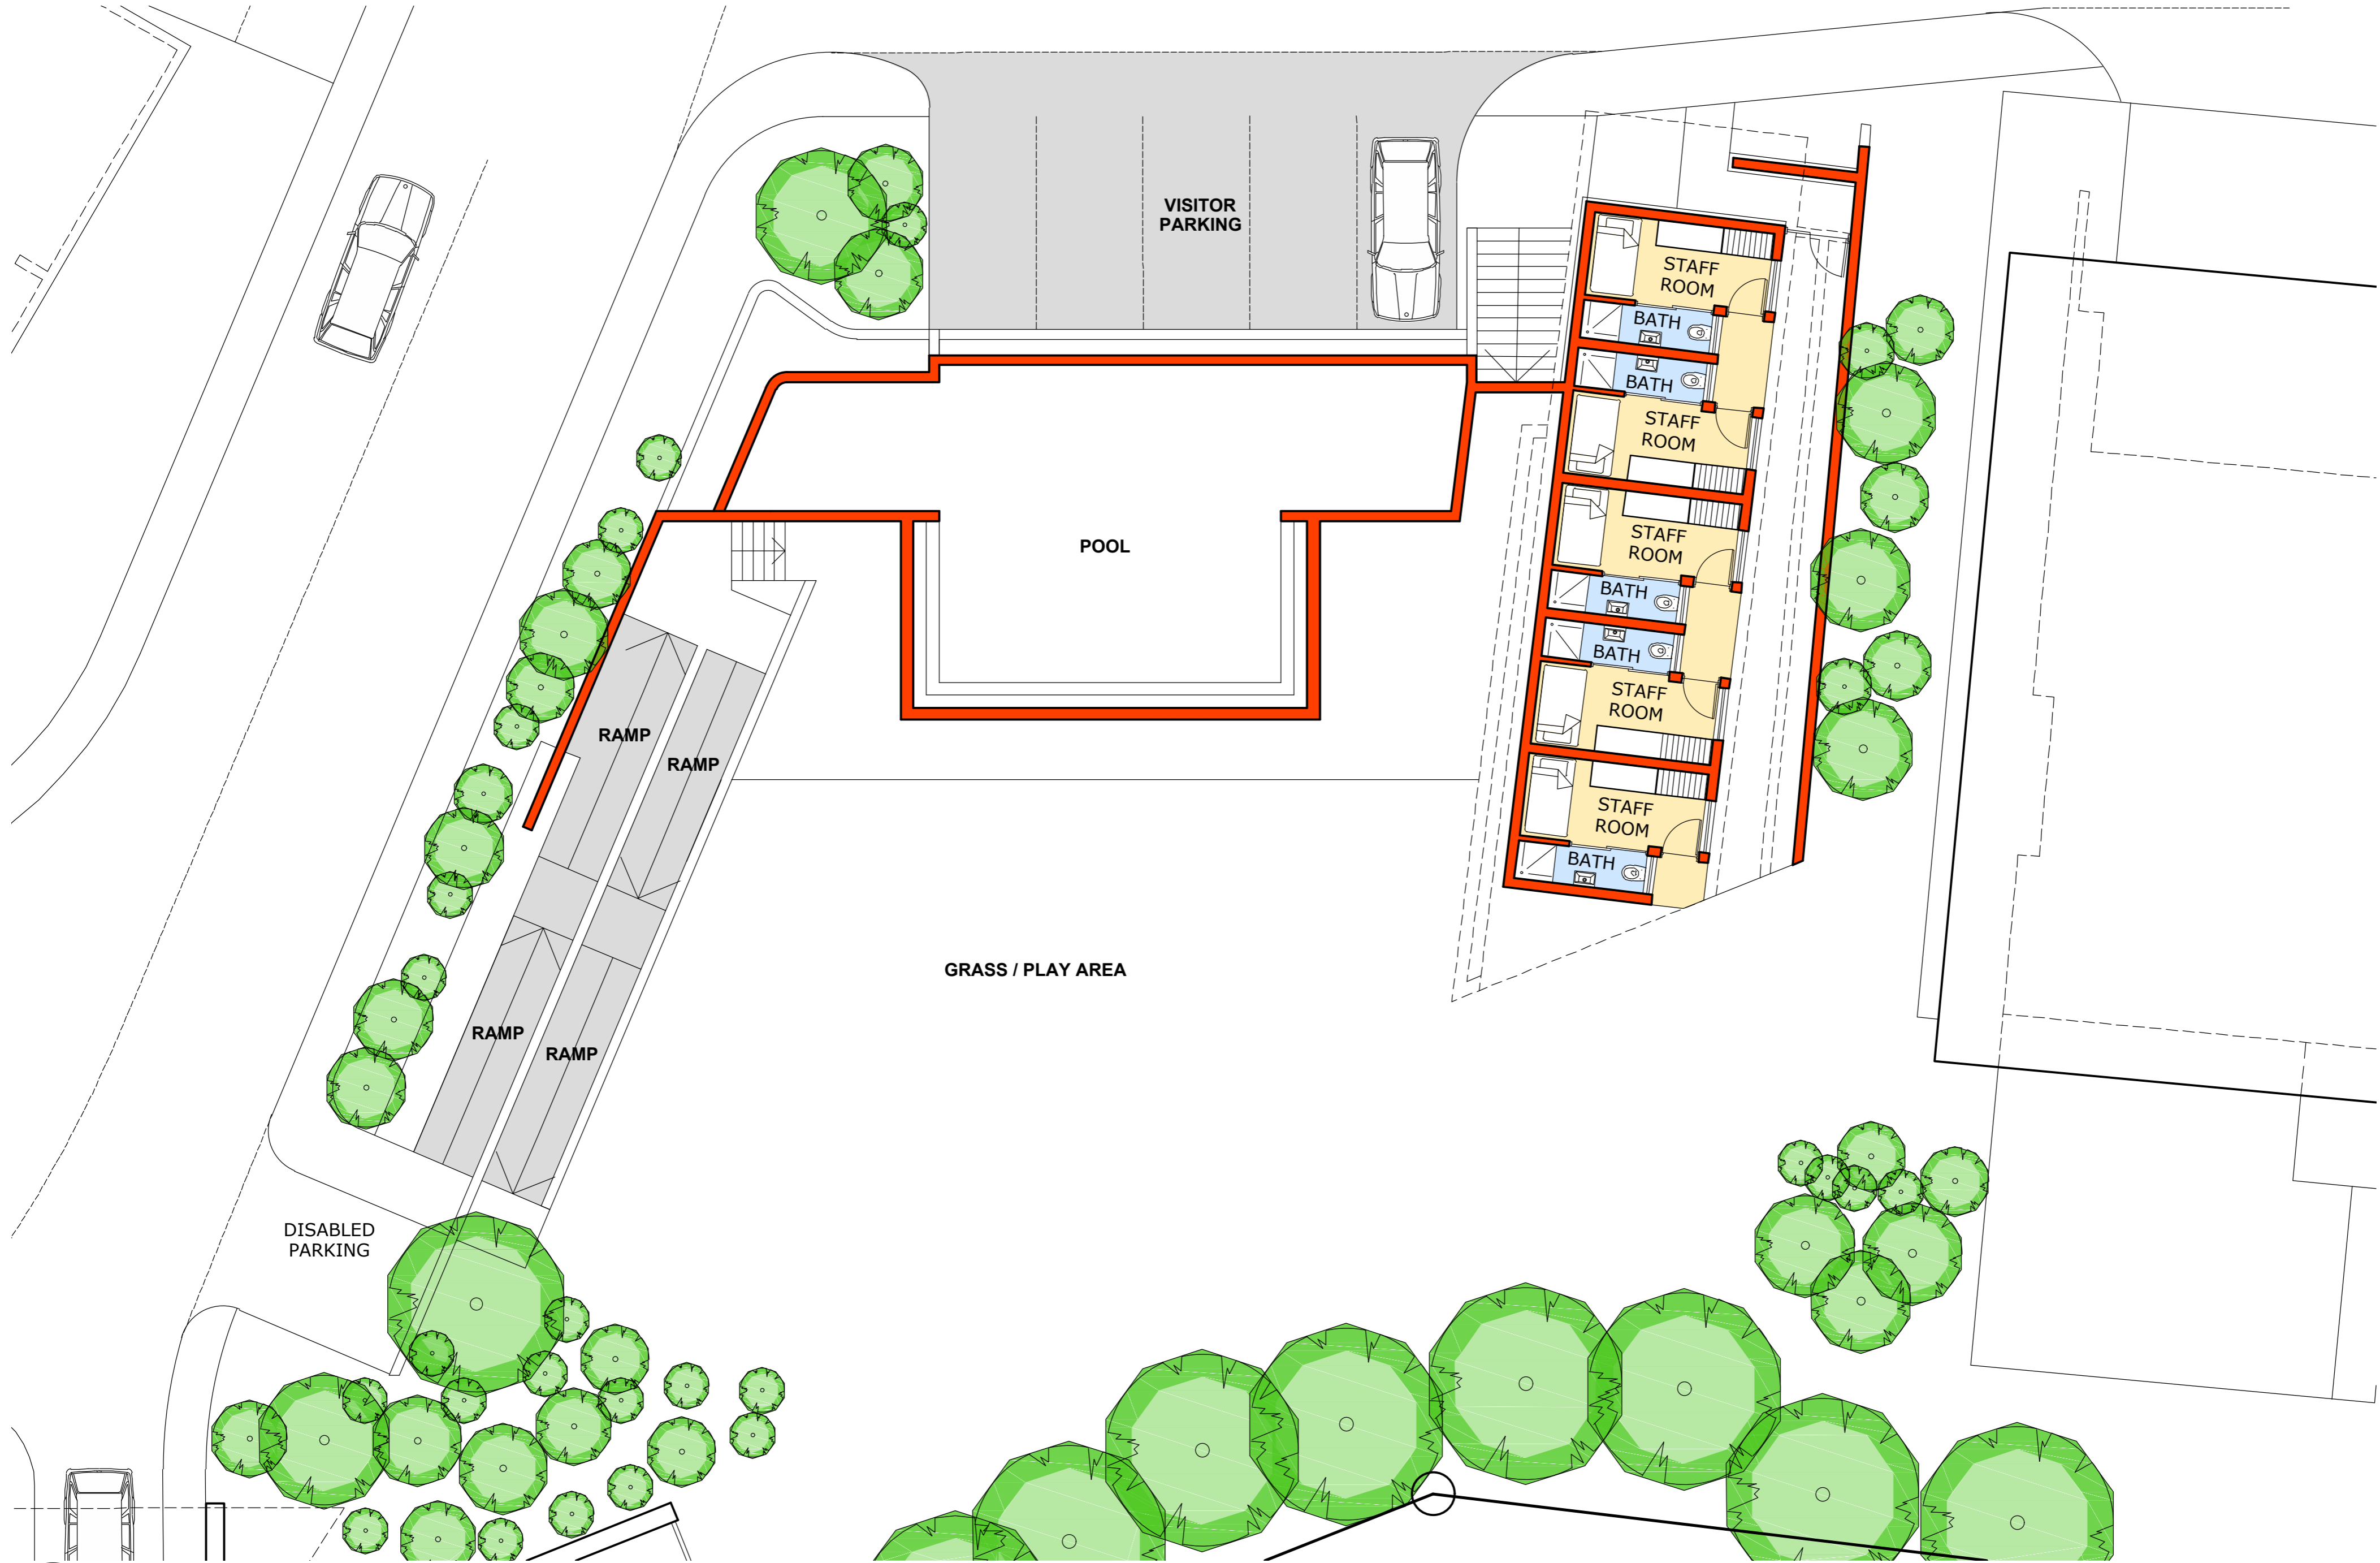 VISITOR
PARKING
STAFF
ROOM
BATH
BATH
STAFF
ROOM
POOL
STAFF
ROOM
BATH
BATH
STAFF
ROOM
RAMP
RAMP
STAFF
ROOM
BATH
GRASS / PLAY AREA
RAMP
RAMP
DISABLED
PARKING